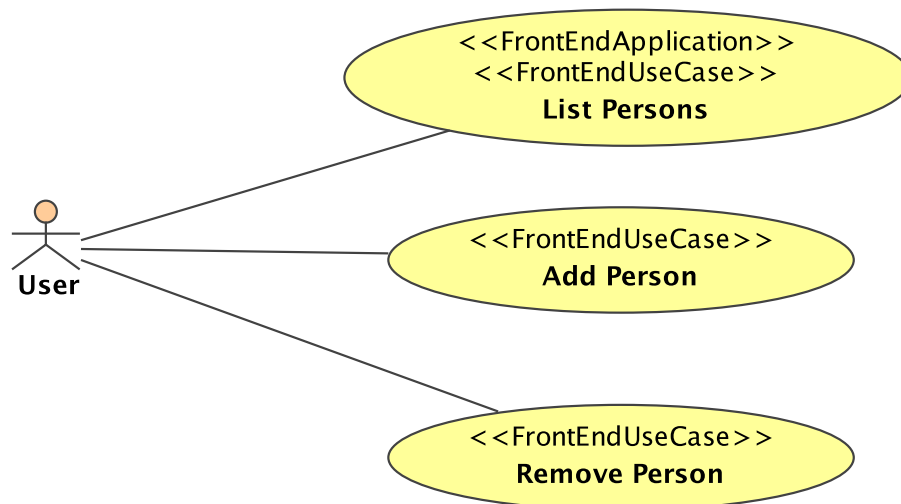 <<FrontEndApplication>>
<<FrontEndUseCase>>
List Persons
<<FrontEndUseCase>>
Add Person
User
<<FrontEndUseCase>>
Remove Person